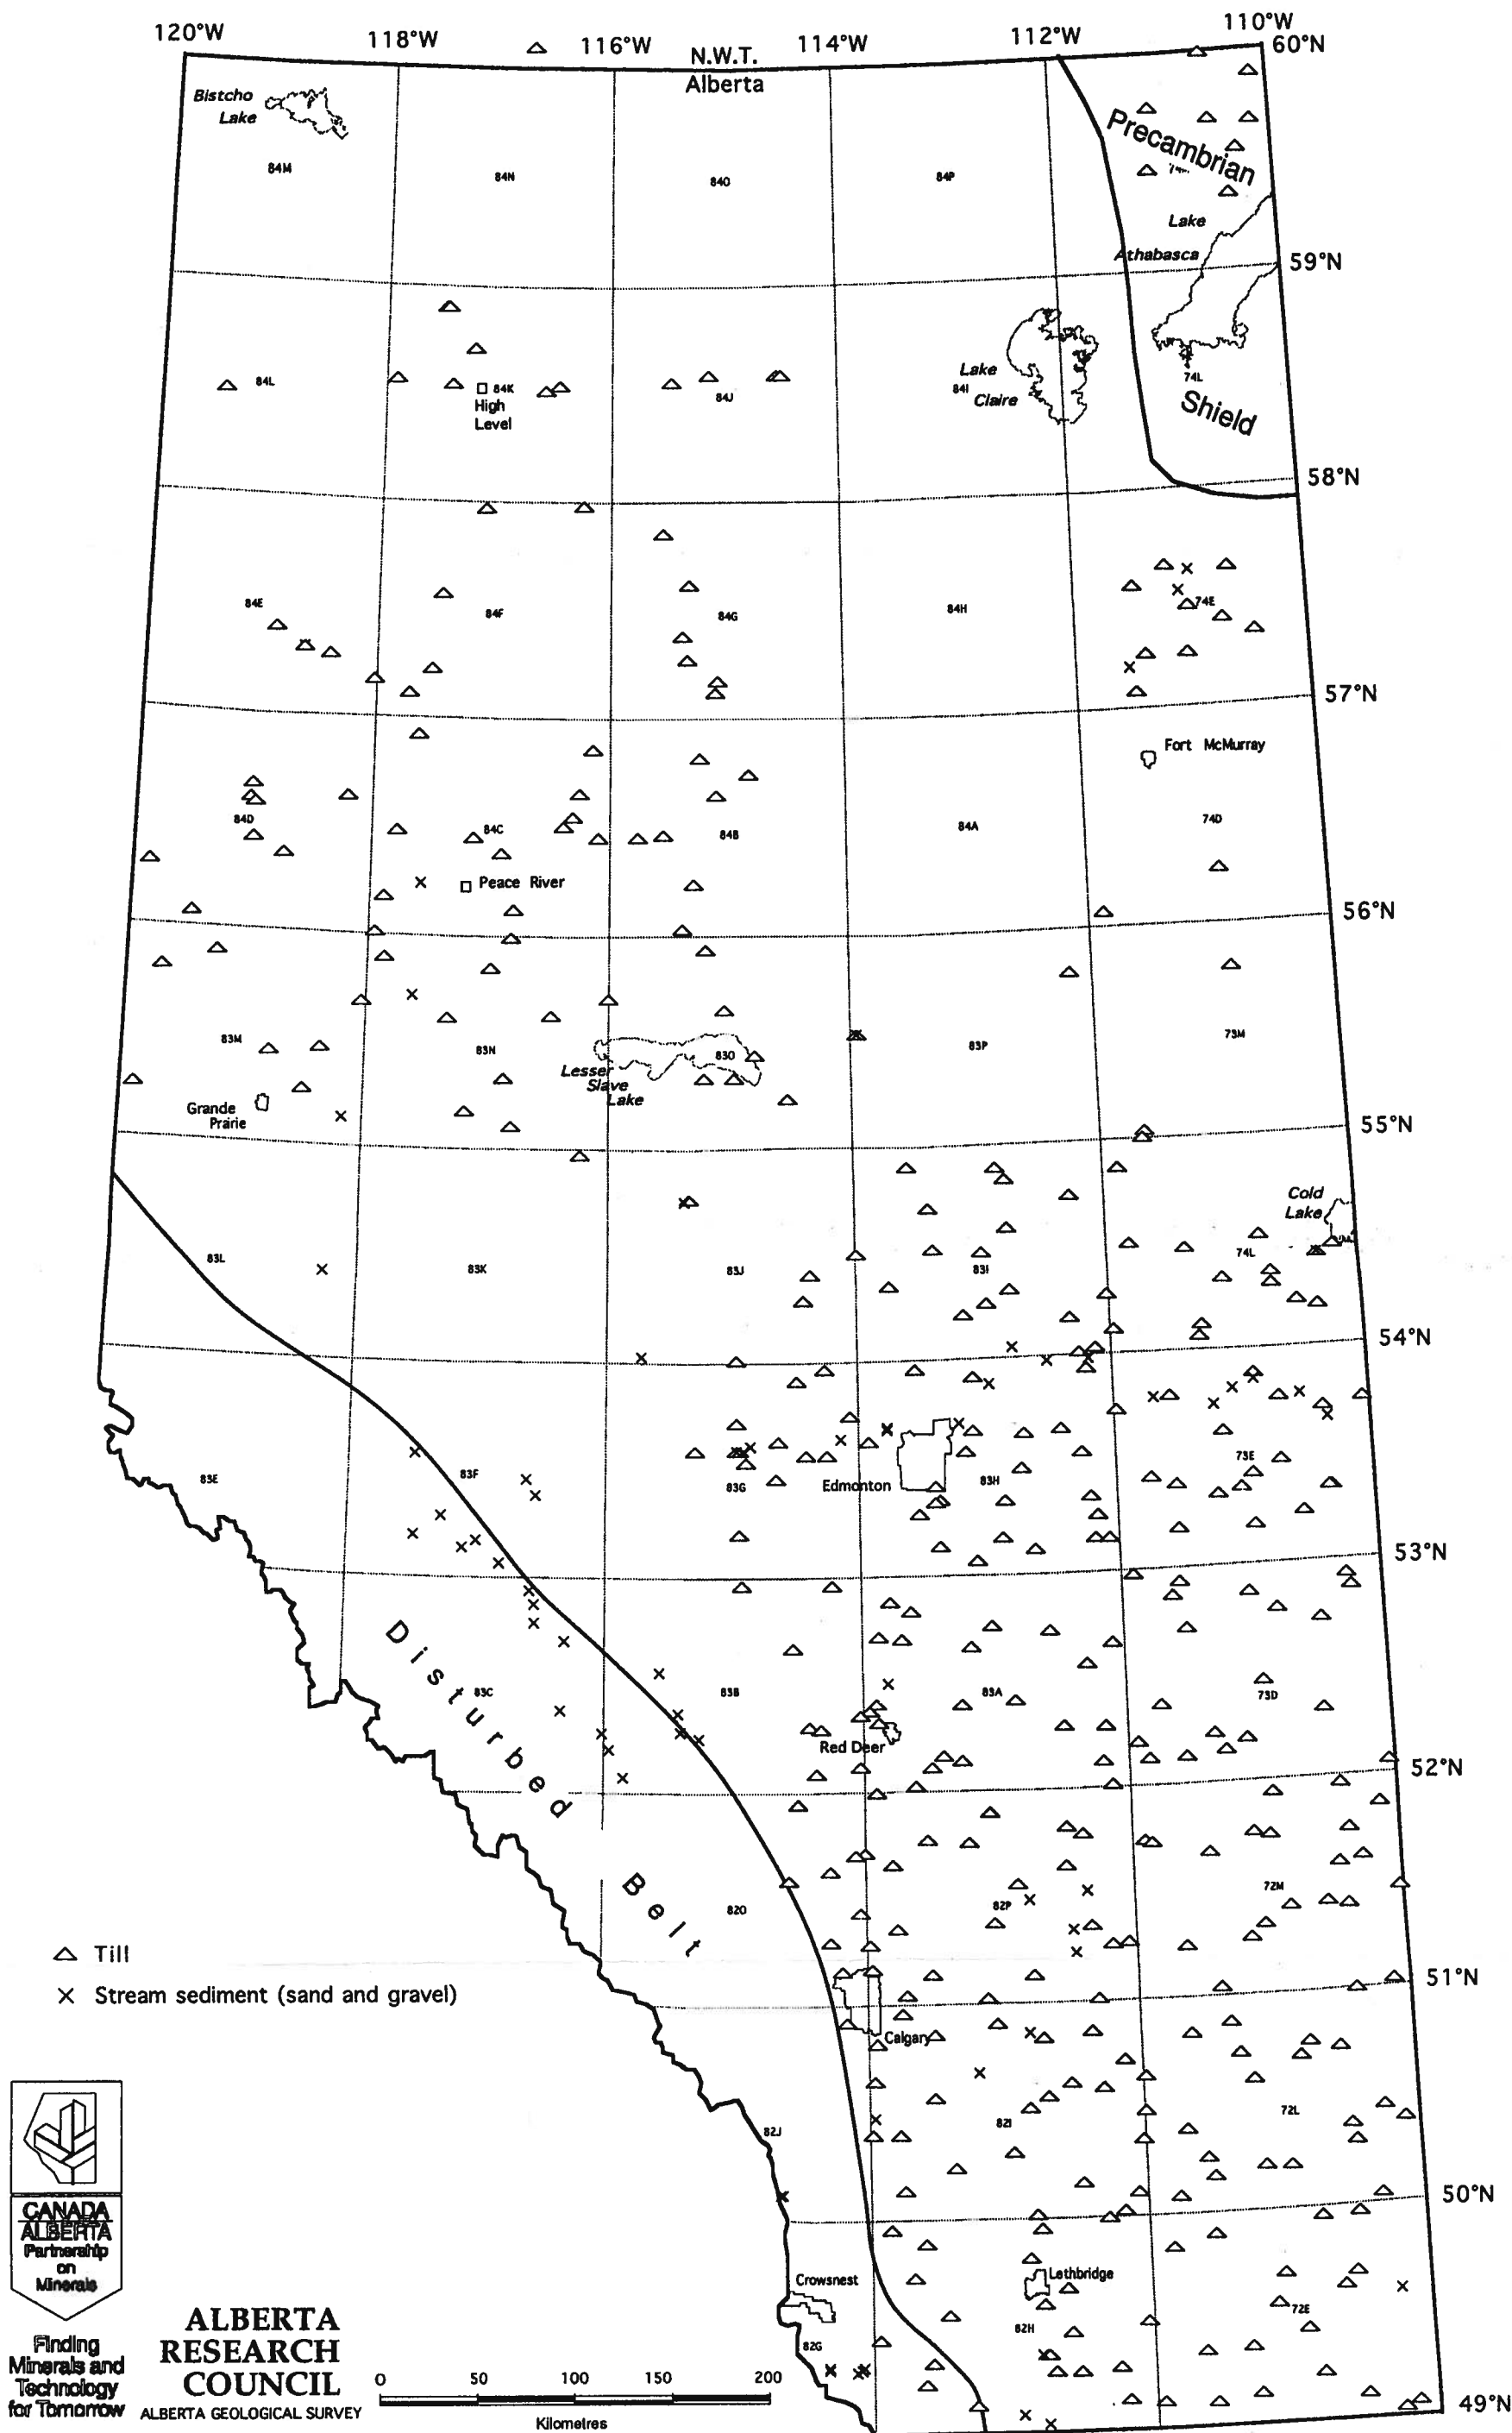 120°W
118°W
116°W
N.W.T.
114°W
112°W
110°W
60°N
Alberta
Bistcho
Lake
84M
84N
84O
84P
Precambrian
Lake
Athabasca
59°N
84L
84K
High
Level
84J
84I
Lake
Claire
74L
Shield
58°N
84E
84F
84G
84H
74E
57°N
Fort McMurray
84D
84C
84B
84A
74D
Peace River
56°N
83M
83N
83O
83P
73M
Lesser
Slave
Lake
Grande
Prarie
55°N
Cold
Lake
83L
83K
83J
83I
74L
54°N
83E
83F
83G
Edmonton
83H
73E
53°N
Disturbed
83C
83B
83A
73D
Red Deer
52°N
Belt
82O
82P
72M
△ Till
51°N
× Stream sediment (sand and gravel)
Calgary
82J
82I
72L
50°N
CANADA
ALBERTA
Partnership
on
Minerals
Crowsnest
Lethbridge
82G
82H
72E
Finding
Minerals and
Technology
for Tomorrow
ALBERTA
RESEARCH
COUNCIL
ALBERTA GEOLOGICAL SURVEY
0 50 100 150 200
Kilometres
49°N